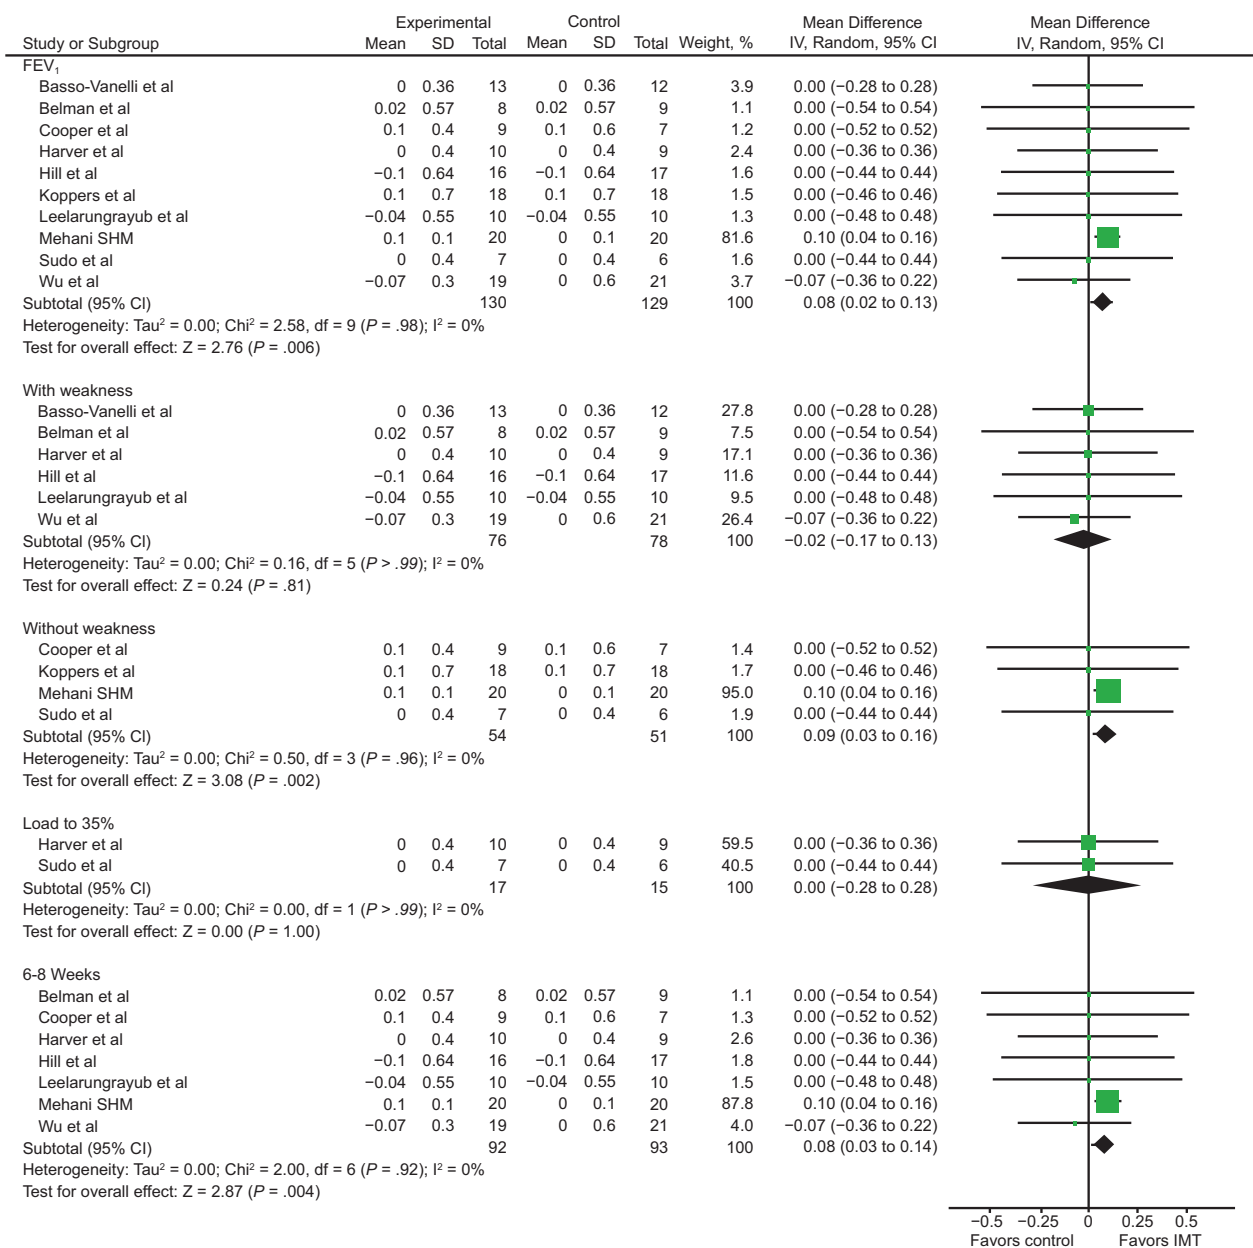 Experimental Control Mean Difference Mean Difference
Study or Subgroup Mean SD Total Mean SD Total Weight, % IV, Random, 95% CI IV, Random, 95% CI
FEV₁
Basso-Vanelli et al 0 0.36 13 0 0.36 12 3.9 0.00 (−0.28 to 0.28)
Belman et al 0.02 0.57 8 0.02 0.57 9 1.1 0.00 (−0.54 to 0.54)
Cooper et al 0.1 0.4 9 0.1 0.6 7 1.2 0.00 (−0.52 to 0.52)
Harver et al 0 0.4 10 0 0.4 9 2.4 0.00 (−0.36 to 0.36)
Hill et al −0.1 0.64 16 −0.1 0.64 17 1.6 0.00 (−0.44 to 0.44)
Koppers et al 0.1 0.7 18 0.1 0.7 18 1.5 0.00 (−0.46 to 0.46)
Leelarungrayub et al −0.04 0.55 10 −0.04 0.55 10 1.3 0.00 (−0.48 to 0.48)
Mehani SHM 0.1 0.1 20 0 0.1 20 81.6 0.10 (0.04 to 0.16)
Sudo et al 0 0.4 7 0 0.4 6 1.6 0.00 (−0.44 to 0.44)
Wu et al −0.07 0.3 19 0 0.6 21 3.7 −0.07 (−0.36 to 0.22)
Subtotal (95% CI) 130 129 100 0.08 (0.02 to 0.13)
Heterogeneity: Tau² = 0.00; Chi² = 2.58, df = 9 (P = .98); I² = 0%
Test for overall effect: Z = 2.76 (P = .006)
With weakness
Basso-Vanelli et al 0 0.36 13 0 0.36 12 27.8 0.00 (−0.28 to 0.28)
Belman et al 0.02 0.57 8 0.02 0.57 9 7.5 0.00 (−0.54 to 0.54)
Harver et al 0 0.4 10 0 0.4 9 17.1 0.00 (−0.36 to 0.36)
Hill et al −0.1 0.64 16 −0.1 0.64 17 11.6 0.00 (−0.44 to 0.44)
Leelarungrayub et al −0.04 0.55 10 −0.04 0.55 10 9.5 0.00 (−0.48 to 0.48)
Wu et al −0.07 0.3 19 0 0.6 21 26.4 −0.07 (−0.36 to 0.22)
Subtotal (95% CI) 76 78 100 −0.02 (−0.17 to 0.13)
Heterogeneity: Tau² = 0.00; Chi² = 0.16, df = 5 (P > .99); I² = 0%
Test for overall effect: Z = 0.24 (P = .81)
Without weakness
Cooper et al 0.1 0.4 9 0.1 0.6 7 1.4 0.00 (−0.52 to 0.52)
Koppers et al 0.1 0.7 18 0.1 0.7 18 1.7 0.00 (−0.46 to 0.46)
Mehani SHM 0.1 0.1 20 0 0.1 20 95.0 0.10 (0.04 to 0.16)
Sudo et al 0 0.4 7 0 0.4 6 1.9 0.00 (−0.44 to 0.44)
Subtotal (95% CI) 54 51 100 0.09 (0.03 to 0.16)
Heterogeneity: Tau² = 0.00; Chi² = 0.50, df = 3 (P = .96); I² = 0%
Test for overall effect: Z = 3.08 (P = .002)
Load to 35%
Harver et al 0 0.4 10 0 0.4 9 59.5 0.00 (−0.36 to 0.36)
Sudo et al 0 0.4 7 0 0.4 6 40.5 0.00 (−0.44 to 0.44)
Subtotal (95% CI) 17 15 100 0.00 (−0.28 to 0.28)
Heterogeneity: Tau² = 0.00; Chi² = 0.00, df = 1 (P > .99); I² = 0%
Test for overall effect: Z = 0.00 (P = 1.00)
6-8 Weeks
Belman et al 0.02 0.57 8 0.02 0.57 9 1.1 0.00 (−0.54 to 0.54)
Cooper et al 0.1 0.4 9 0.1 0.6 7 1.3 0.00 (−0.52 to 0.52)
Harver et al 0 0.4 10 0 0.4 9 2.6 0.00 (−0.36 to 0.36)
Hill et al −0.1 0.64 16 −0.1 0.64 17 1.8 0.00 (−0.44 to 0.44)
Leelarungrayub et al −0.04 0.55 10 −0.04 0.55 10 1.5 0.00 (−0.48 to 0.48)
Mehani SHM 0.1 0.1 20 0 0.1 20 87.8 0.10 (0.04 to 0.16)
Wu et al −0.07 0.3 19 0 0.6 21 4.0 −0.07 (−0.36 to 0.22)
Subtotal (95% CI) 92 93 100 0.08 (0.03 to 0.14)
Heterogeneity: Tau² = 0.00; Chi² = 2.00, df = 6 (P = .92); I² = 0%
Test for overall effect: Z = 2.87 (P = .004)
−0.5 −0.25 0 0.25 0.5
Favors control Favors IMT